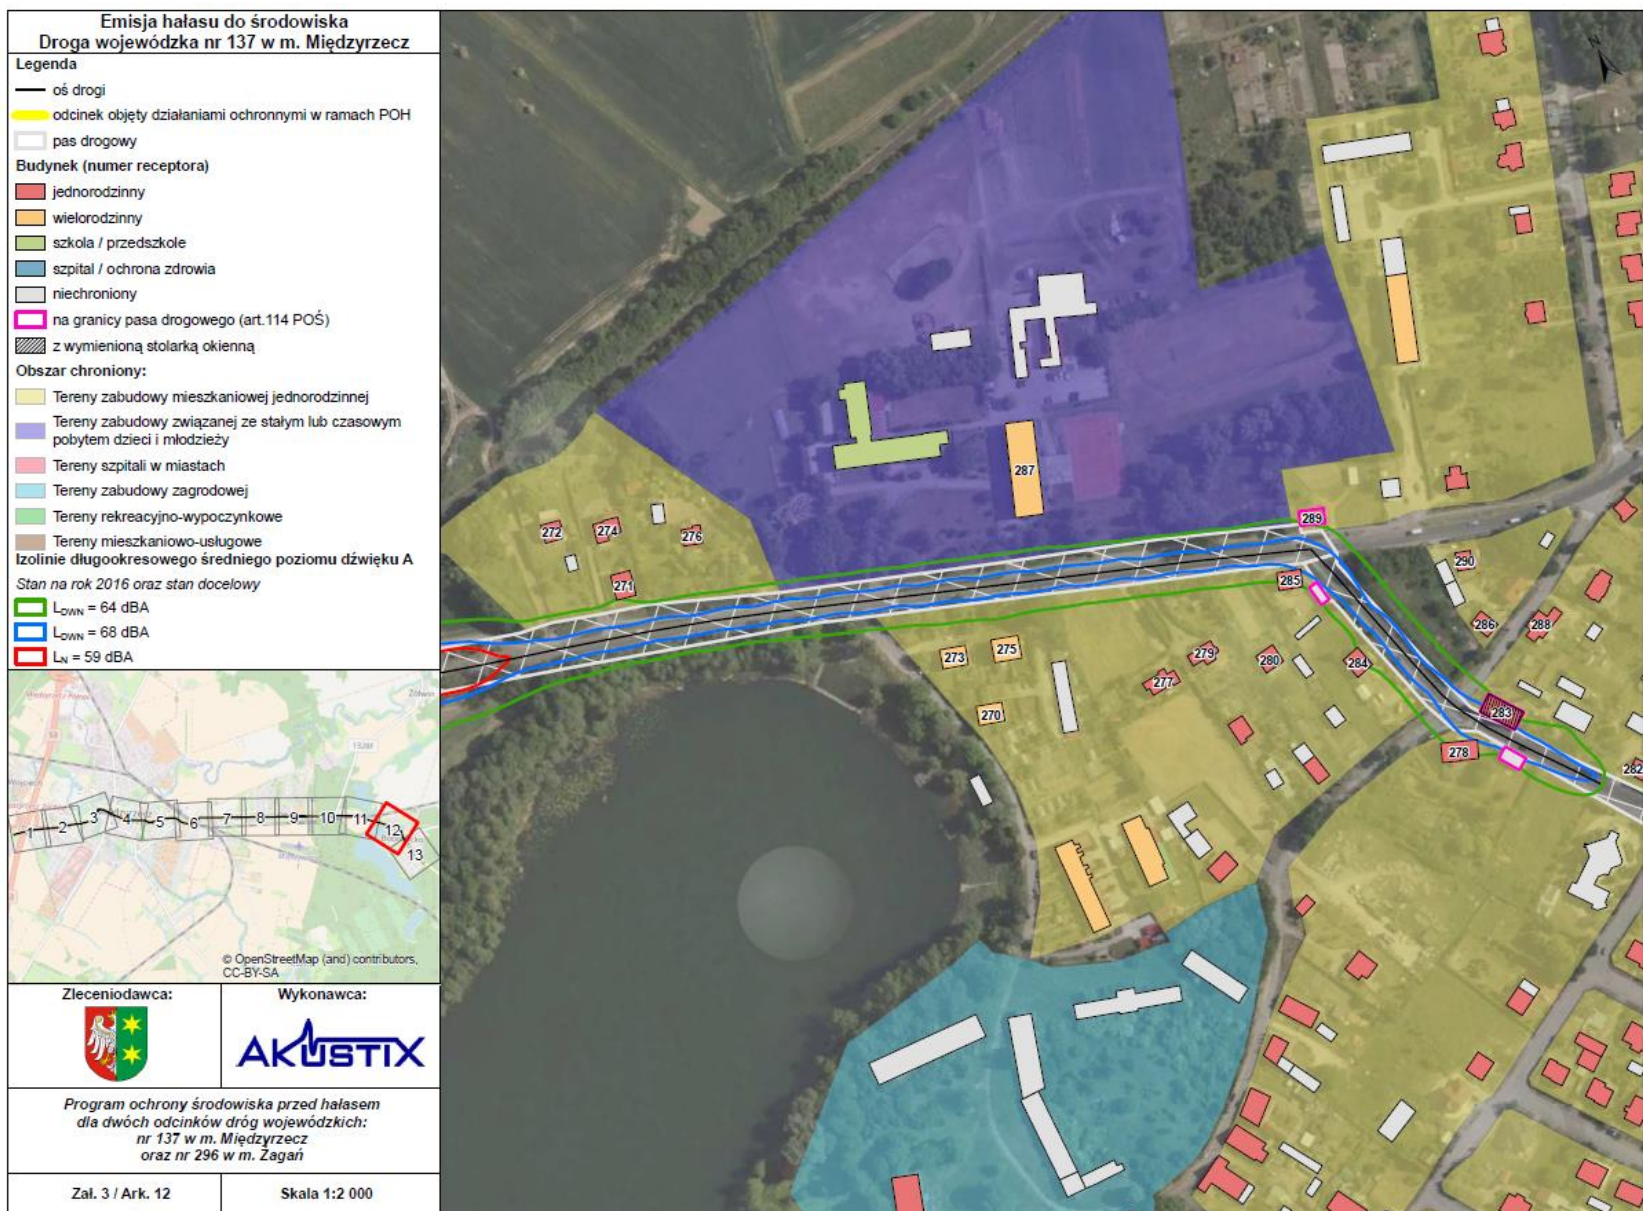 Emisja hałasu do środowiska
Droga wojewódzka nr 137 w m. Międzyrzecz
Legenda
oś drogi
odcinek objęty działaniami ochronnymi w ramach POH
pas drogowy
Budynek (numer receptora)
jednorodzinny
wielorodzinny
szkoła / przedszkole
szpital / ochrona zdrowia
niechroniony
na granicy pasa drogowego (art.114 POŚ)
z wymienioną stolarką okienną
Obszar chroniony:
Tereny zabudowy mieszkaniowej jednorodzinnej
Tereny zabudowy związanej ze stałym lub czasowym
pobytem dzieci i młodzieży
Tereny szpitali w miastach
Tereny zabudowy zagrodowej
Tereny rekreacyjno-wypoczynkowe
Tereny mieszkaniowo-usługowe
Izolinie długookresowego średniego poziomu dźwięku A
Stan na rok 2016 oraz stan docelowy
LDWN = 64 dBA
LDWN = 68 dBA
LN = 59 dBA
1 2 3 4 5 6 7 8 9 10 11 12 13
© OpenStreetMap (and) contributors,
CC-BY-SA
Zleceniodawca:
Wykonawca:
AKUSTIX
Program ochrony środowiska przed hałasem
dla dwóch odcinków dróg wojewódzkich:
nr 137 w m. Międzyrzecz
oraz nr 296 w m. Żagań
Zał. 3 / Ark. 12
Skala 1:2 000
N
287
289
272
274
276
271
285
290
286
288
273
275
279
280
284
277
270
283
278
282